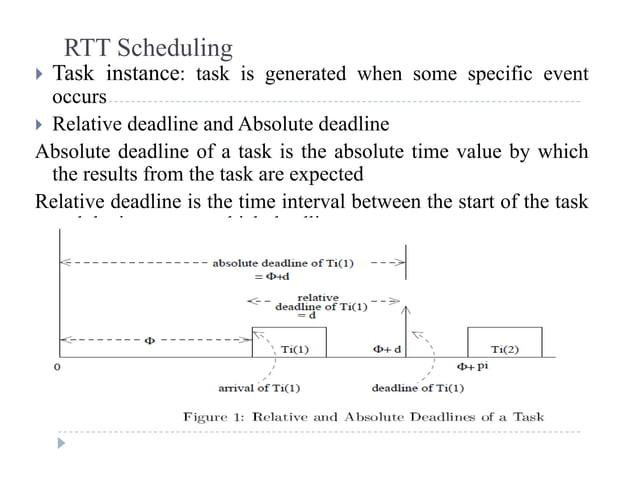 RTT Scheduling
Task instance: task is generated when some specific event
occurs
Relative deadline and Absolute deadline
Absolute deadline of a task is the absolute time value by which
the results from the task are expected
Relative deadline is the time interval between the start of the task
absolute deadline of Ti(1)
= Φ+d
relative
deadline of Ti(1)
= d
Φ
Ti(1)
Φ+ d
Ti(2)
0
Φ+ pi
arrival of Ti(1)
deadline of Ti(1)
Figure 1: Relative and Absolute Deadlines of a Task